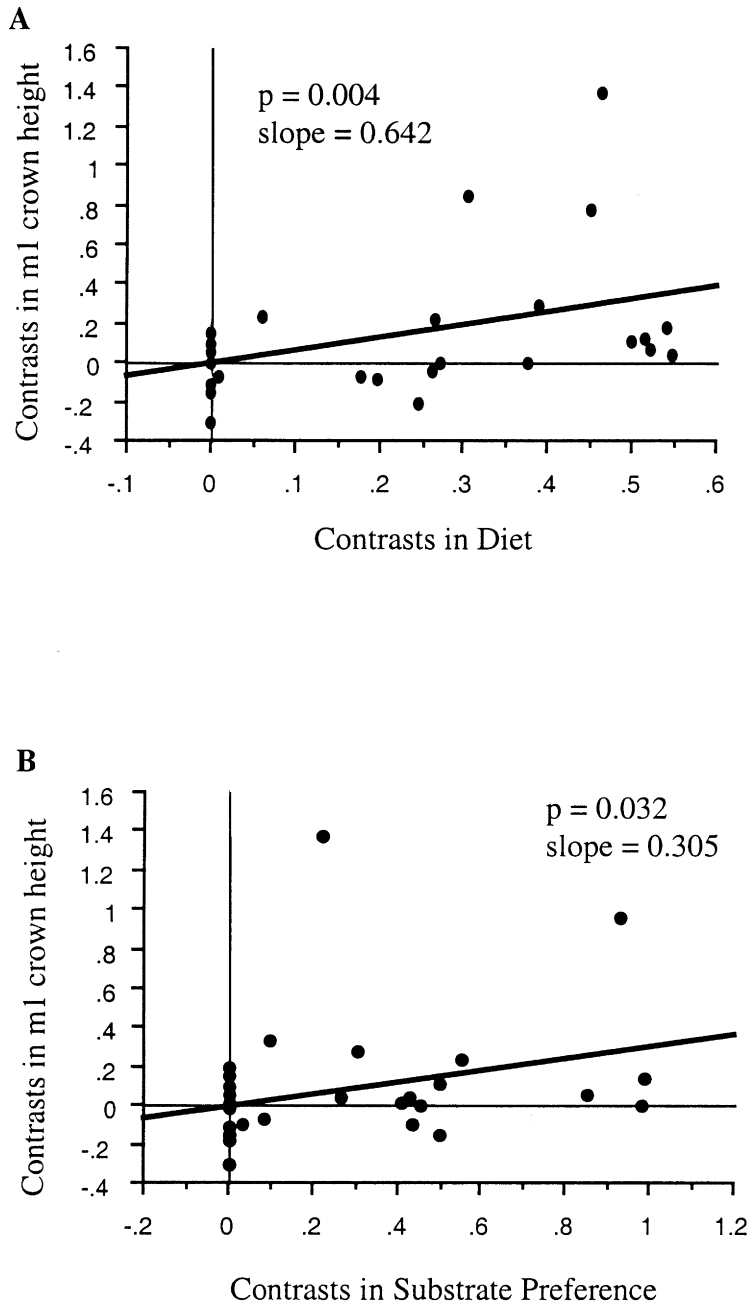 A
Contrasts in m1 crown height
1.6
1.4
1.2
1
.8
.6
.4
.2
0
-.2
-.4
p = 0.004
slope = 0.642
-.1 0 .1 .2 .3 .4 .5 .6
Contrasts in Diet
B
Contrasts in m1 crown height
1.6
1.4
1.2
1
.8
.6
.4
.2
0
-.2
-.4
p = 0.032
slope = 0.305
-.2 0 .2 .4 .6 .8 1 1.2
Contrasts in Substrate Preference